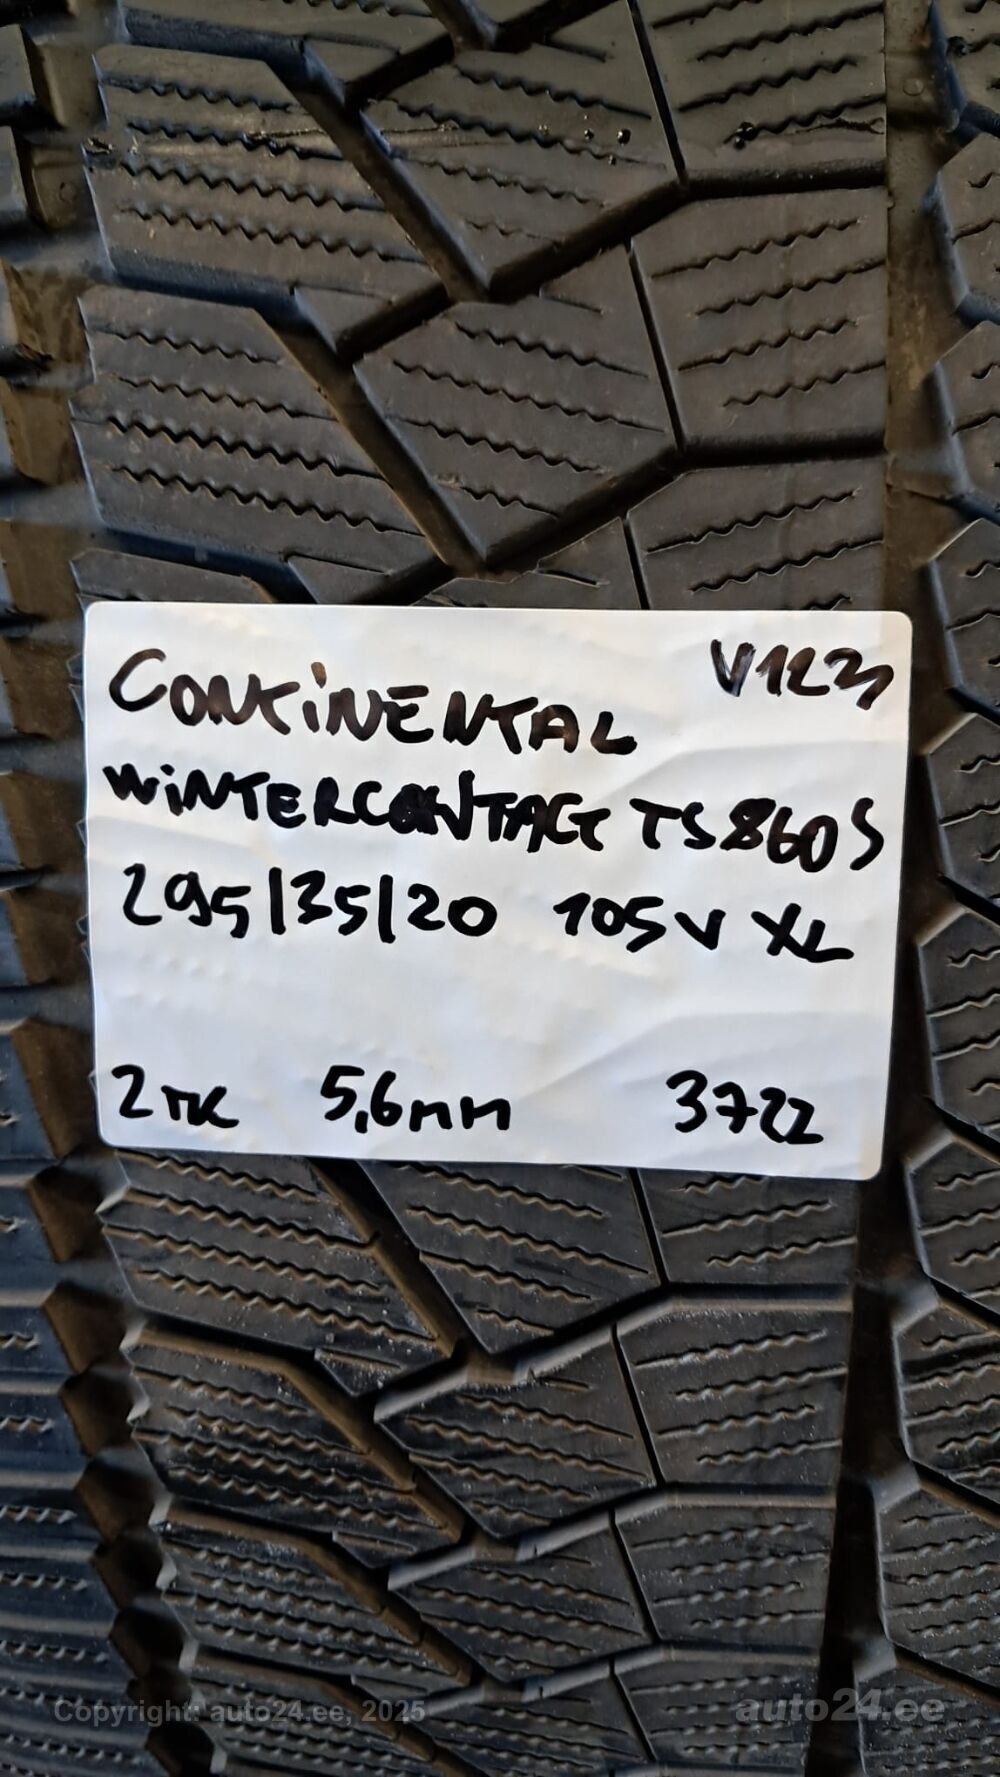 CONTINENTAL V1123
WiNTERCONTACT TS860S
295/35/20 105V XL
2TK 5,6mm 3722
Copyright: auto24.ee, 2025 auto24.ee